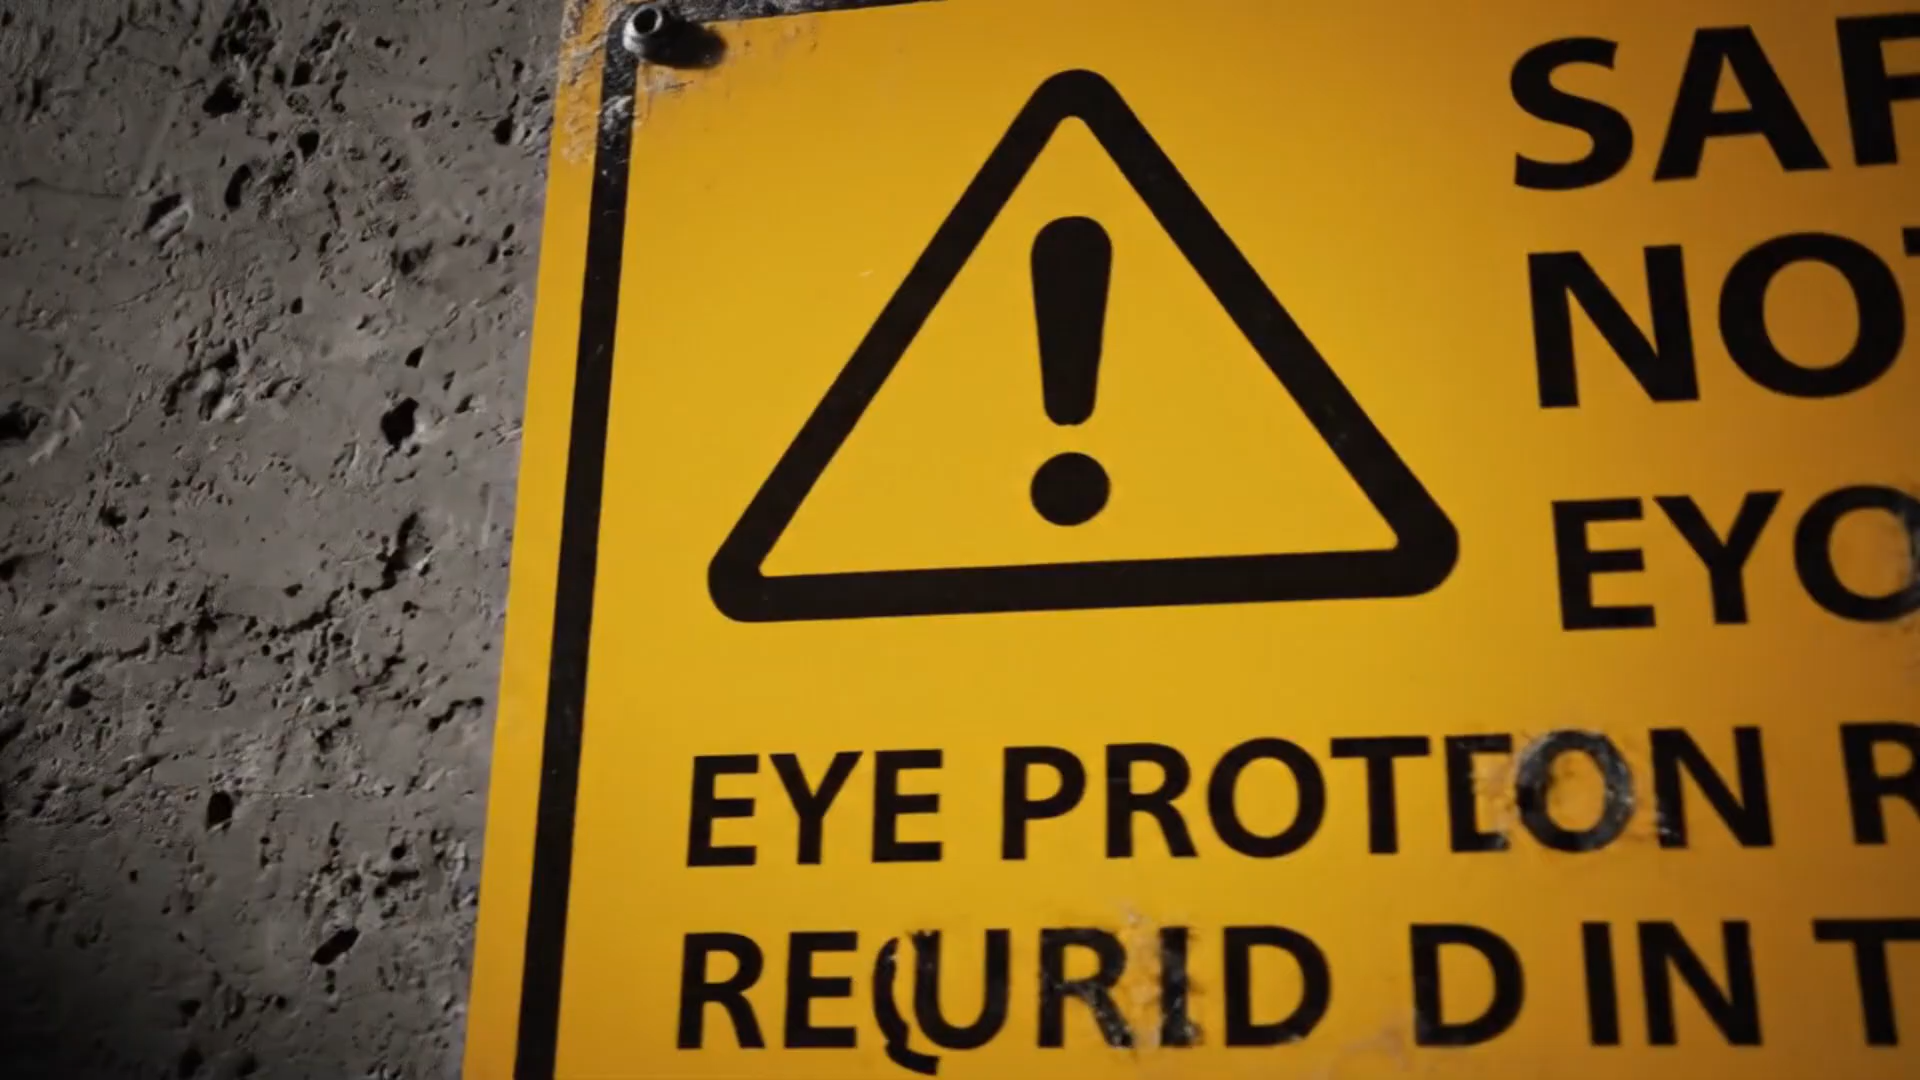 SAF
NOT
EYO
EYE PROTEON R
REQURID D IN T